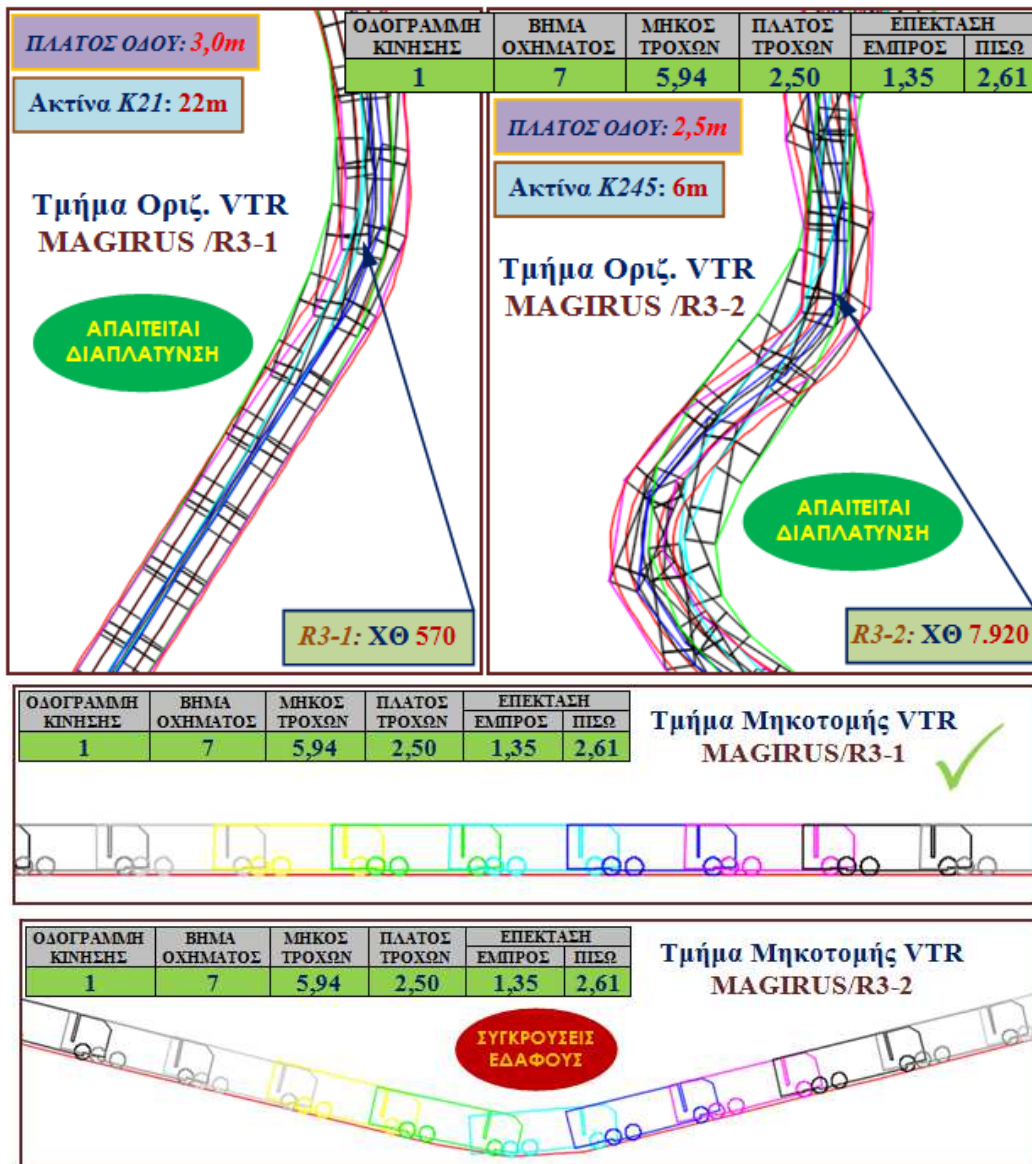 ΠΛΑΤΟΣ ΟΔΟΥ: 3,0m
Ακτίνα K21: 22m
Τμήμα Οριζ. VTR
MAGIRUS /R3-1
ΑΠΑΙΤΕΙΤΑΙ
ΔΙΑΠΛΑΤΥΝΣΗ
R3-1: ΧΘ 570
ΟΔΟΓΡΑΜΜΗ ΒΗΜΑ ΜΗΚΟΣ ΠΛΑΤΟΣ ΕΠΕΚΤΑΣΗ
ΚΙΝΗΣΗΣ ΟΧΗΜΑΤΟΣ ΤΡΟΧΩΝ ΤΡΟΧΩΝ ΕΜΠΡΟΣ ΠΙΣΩ
1 7 5,94 2,50 1,35 2,61
ΠΛΑΤΟΣ ΟΔΟΥ: 2,5m
Ακτίνα K245: 6m
Τμήμα Οριζ. VTR
MAGIRUS /R3-2
ΑΠΑΙΤΕΙΤΑΙ
ΔΙΑΠΛΑΤΥΝΣΗ
R3-2: ΧΘ 7.920
ΟΔΟΓΡΑΜΜΗ ΒΗΜΑ ΜΗΚΟΣ ΠΛΑΤΟΣ ΕΠΕΚΤΑΣΗ
ΚΙΝΗΣΗΣ ΟΧΗΜΑΤΟΣ ΤΡΟΧΩΝ ΤΡΟΧΩΝ ΕΜΠΡΟΣ ΠΙΣΩ
1 7 5,94 2,50 1,35 2,61
Τμήμα Μηκοτομής VTR
MAGIRUS/R3-1
ΟΔΟΓΡΑΜΜΗ ΒΗΜΑ ΜΗΚΟΣ ΠΛΑΤΟΣ ΕΠΕΚΤΑΣΗ
ΚΙΝΗΣΗΣ ΟΧΗΜΑΤΟΣ ΤΡΟΧΩΝ ΤΡΟΧΩΝ ΕΜΠΡΟΣ ΠΙΣΩ
1 7 5,94 2,50 1,35 2,61
Τμήμα Μηκοτομής VTR
MAGIRUS/R3-2
ΣΥΓΚΡΟΥΣΕΙΣ
ΕΔΑΦΟΥΣ